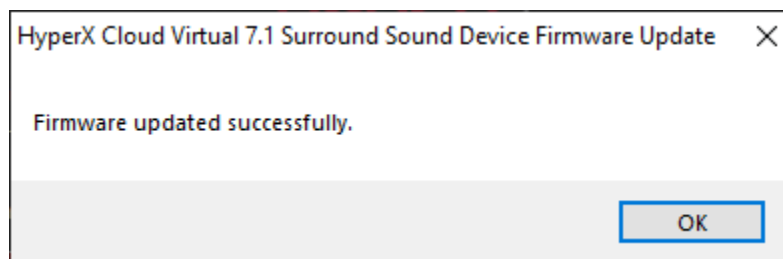 HyperX Cloud Virtual 7.1 Surround Sound Device Firmware Update
Firmware updated successfully.
OK